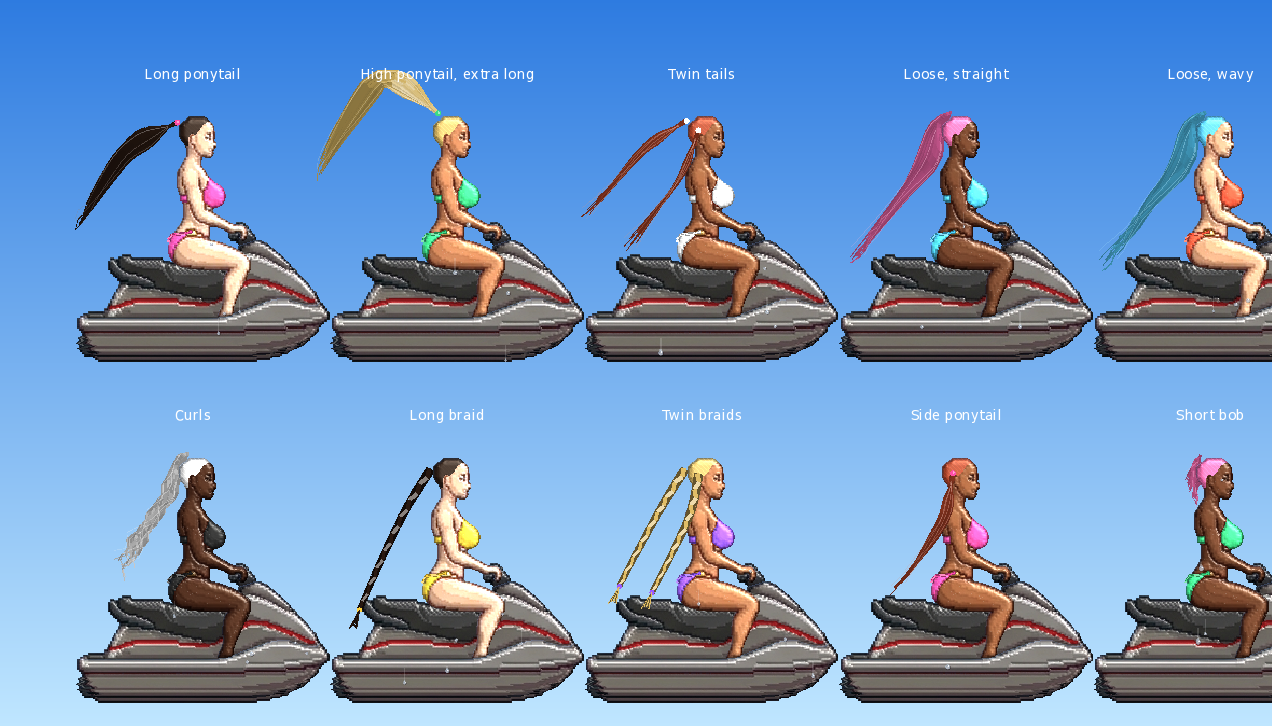 Long ponytail
High ponytail, extra long
Twin tails
Loose, straight
Loose, wavy
Curls
Long braid
Twin braids
Side ponytail
Short bob